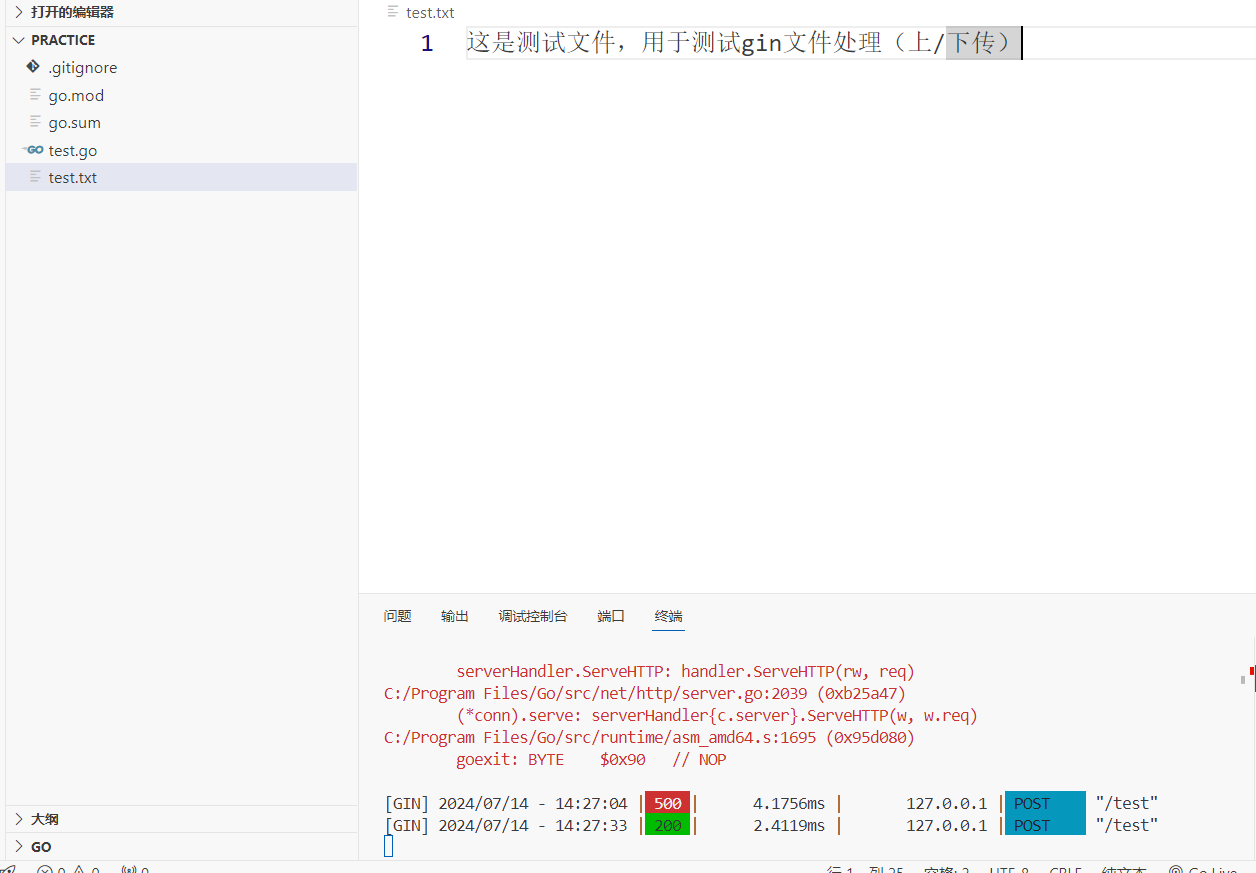 打开的编辑器
PRACTICE
.gitignore
go.mod
go.sum
GO test.go
test.txt
大纲
GO
test.txt
1 这是测试文件，用于测试gin文件处理（上/下传）
问题 输出 调试控制台 端口 终端
serverHandler.ServeHTTP: handler.ServeHTTP(rw, req)
C:/Program Files/Go/src/net/http/server.go:2039 (0xb25a47)
(*conn).serve: serverHandler{c.server}.ServeHTTP(w, w.req)
C:/Program Files/Go/src/runtime/asm_amd64.s:1695 (0x95d080)
goexit: BYTE $0x90 // NOP
[GIN] 2024/07/14 - 14:27:04 | 500 | 4.1756ms | 127.0.0.1 | POST "/test"
[GIN] 2024/07/14 - 14:27:33 | 200 | 2.4119ms | 127.0.0.1 | POST "/test"
0 0 0 行 1，列 25 空格: 2 UTF-8 CRLF 纯文本 Go Live